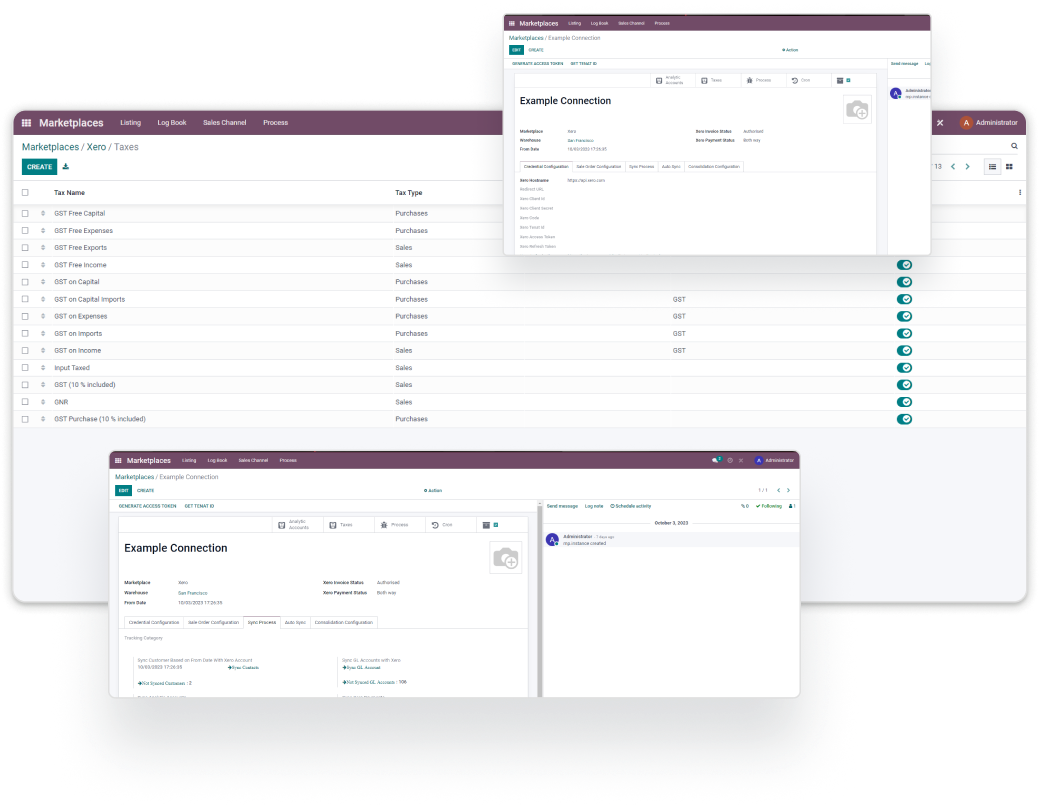 Marketplaces Listing Log Book Sales Channel Process
Marketplaces / Example Connection
EDIT CREATE Action
GENERATE ACCESS TOKEN GET TENAT ID Send message
Analytic Accounts Taxes Process Cron
Example Connection
Administrator
mp.instance c
Marketplace Xero Xero Invoice Status Authorised
Warehouse San Francisco Xero Payment Status Both way
From Date 10/03/2023 17:26:35
Credential Configuration Sale Order Configuration Sync Process Auto Sync Consolidation Configuration
Xero Hostname https://api.xero.com
Redirect URL
Xero Client Id
Xero Client Secret
Xero Code
Xero Tenat Id
Xero Access Token
Xero Refresh Token
Marketplaces Listing Log Book Sales Channel Process A Administrator
Marketplaces / Xero / Taxes
CREATE 13
Tax Name Tax Type
GST Free Capital Purchases
GST Free Expenses Purchases
GST Free Exports Sales
GST Free Income Sales
GST on Capital Purchases
GST on Capital Imports Purchases GST
GST on Expenses Purchases GST
GST on Imports Purchases GST
GST on Income Sales GST
Input Taxed Sales
GST (10 % included) Sales
GNR Sales
GST Purchase (10 % included) Purchases
Marketplaces Listing Log Book Sales Channel Process A Administrator
Marketplaces / Example Connection
EDIT CREATE Action 1 / 1
GENERATE ACCESS TOKEN GET TENAT ID Send message Log note Schedule activity 0 Following 1
Analytic Accounts Taxes Process Cron
October 3, 2023
Example Connection
Administrator - 7 days ago
mp.instance created
Marketplace Xero Xero Invoice Status Authorised
Warehouse San Francisco Xero Payment Status Both way
From Date 10/03/2023 17:26:35
Credential Configuration Sale Order Configuration Sync Process Auto Sync Consolidation Configuration
Tracking Category
Sync Customer Based on From Date With Xero Account Sync GL Accounts with Xero
10/03/2023 17:26:35 Sync Contacts Sync GL Account
Not Synced Customers : 2 Not Synced GL Accounts : 106